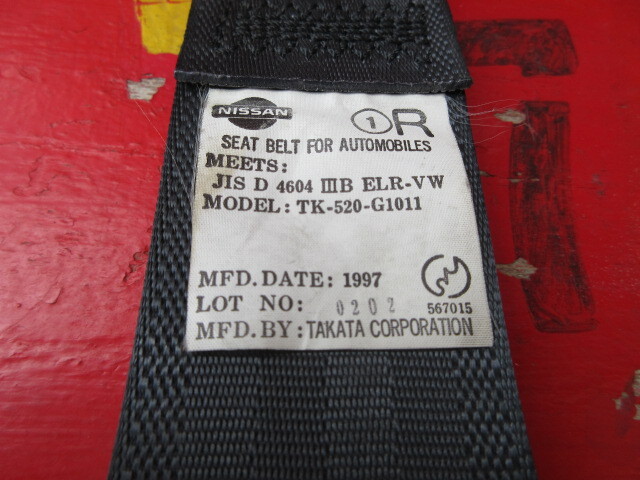 NISSAN ① R
SEAT BELT FOR AUTOMOBILES
MEETS:
JIS D 4604 ⅢB ELR-VW
MODEL: TK-520-G1011
MFD.DATE: 1997
LOT NO: 0202 567015
MFD.BY: TAKATA CORPORATION